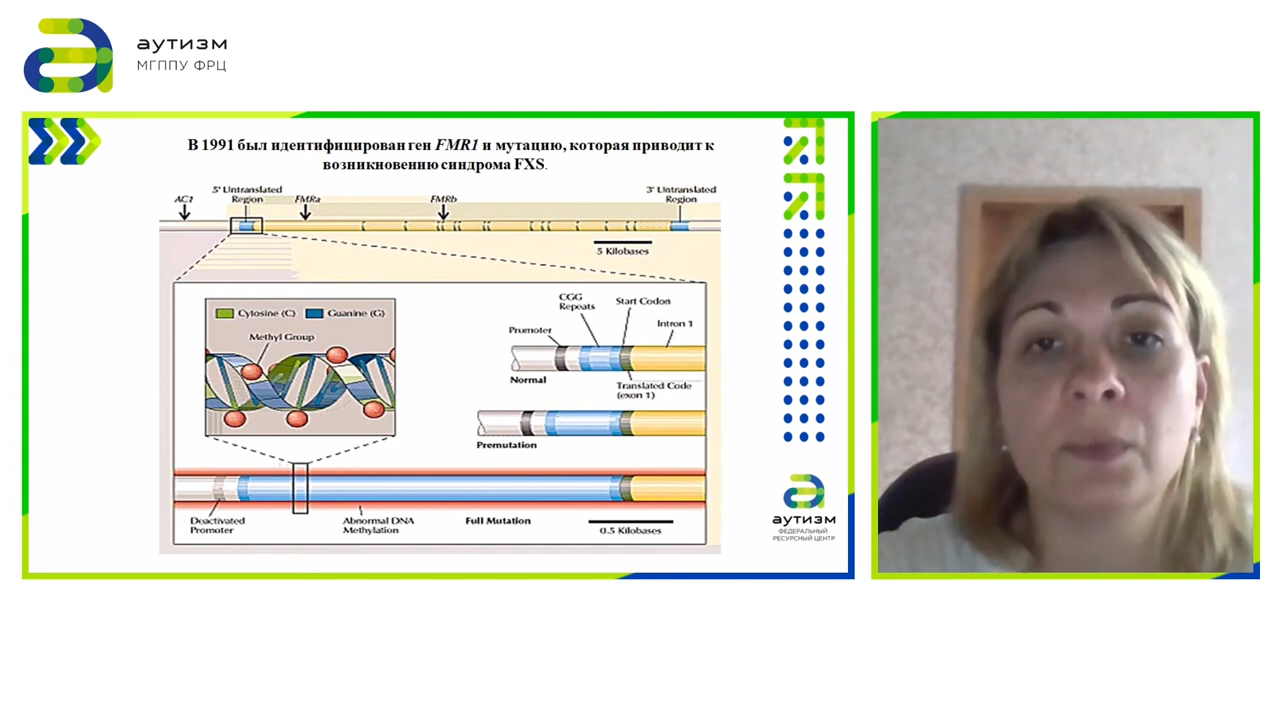 аутизм
МГППУ ФРЦ
В 1991 был идентифицирован ген FMR1 и мутацию, которая приводит к
возникновению синдрома FXS.
AC1
5' Untranslated
Region
FMRa
FMRb
3' Untranslated
Region
5 Kilobases
Cytosine (C)
Guanine (G)
Methyl Group
CGG
Repeats
Start Codon
Promoter
Intron 1
Normal
Translated Code
(exon 1)
Premutation
Deactivated
Promoter
Abnormal DNA
Methylation
Full Mutation
0.5 Kilobases
аутизм
ФЕДЕРАЛЬНЫЙ
РЕСУРСНЫЙ ЦЕНТР